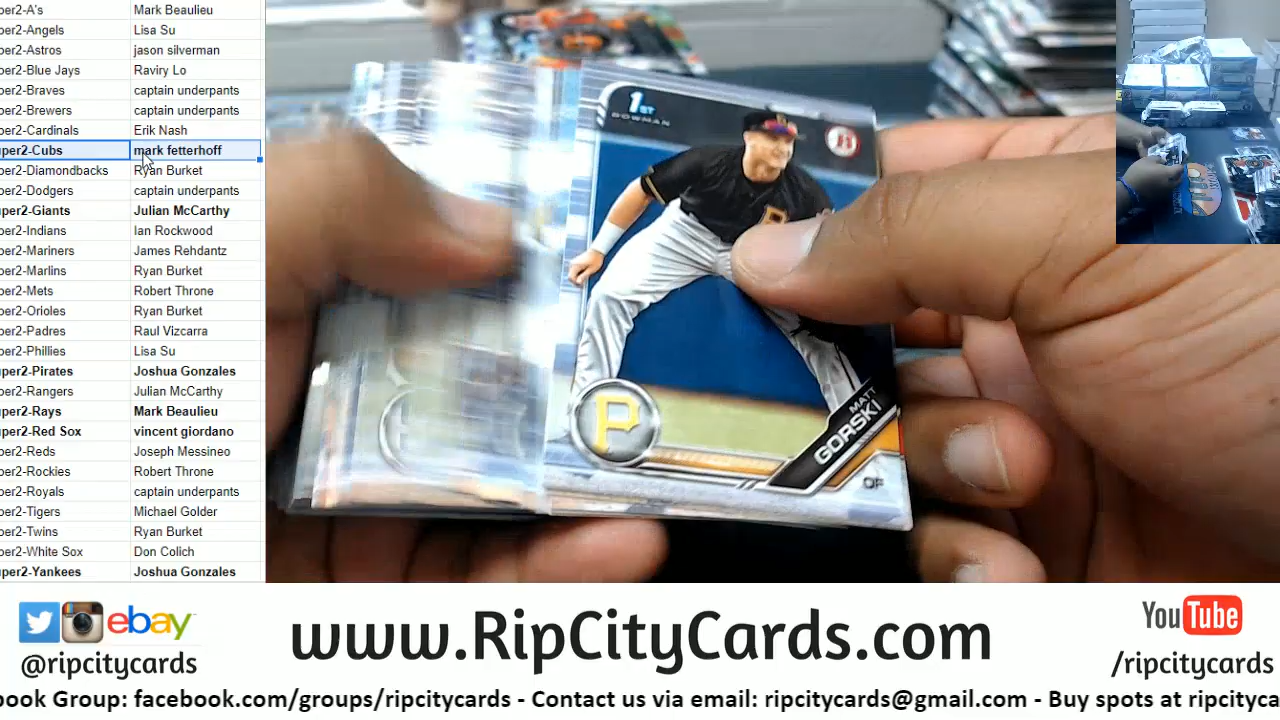 per2-A's Mark Beaulieu
per2-Angels Lisa Su
per2-Astros jason silverman
per2-Blue Jays Raviry Lo
per2-Braves captain underpants
per2-Brewers captain underpants
per2-Cardinals Erik Nash
per2-Cubs mark fetterhoff
per2-Diamondbacks Ryan Burket
per2-Dodgers captain underpants
uper2-Giants Julian McCarthy
per2-Indians Ian Rockwood
per2-Mariners James Rehdantz
per2-Marlins Ryan Burket
per2-Mets Robert Throne
per2-Orioles Ryan Burket
per2-Padres Raul Vizcarra
per2-Phillies Lisa Su
uper2-Pirates Joshua Gonzales
per2-Rangers Julian McCarthy
uper2-Rays Mark Beaulieu
uper2-Red Sox vincent giordano
per2-Reds Joseph Messineo
per2-Rockies Robert Throne
per2-Royals captain underpants
per2-Tigers Michael Golder
per2-Twins Ryan Burket
per2-White Sox Don Colich
uper2-Yankees Joshua Gonzales
1ST
BOWMAN
B
P
P
MATT
GORSKI
OF
ebay
@ripcitycards
www.RipCityCards.com
YouTube
/ripcitycards
book Group: facebook.com/groups/ripcitycards - Contact us via email: ripcitycards@gmail.com - Buy spots at ripcityca